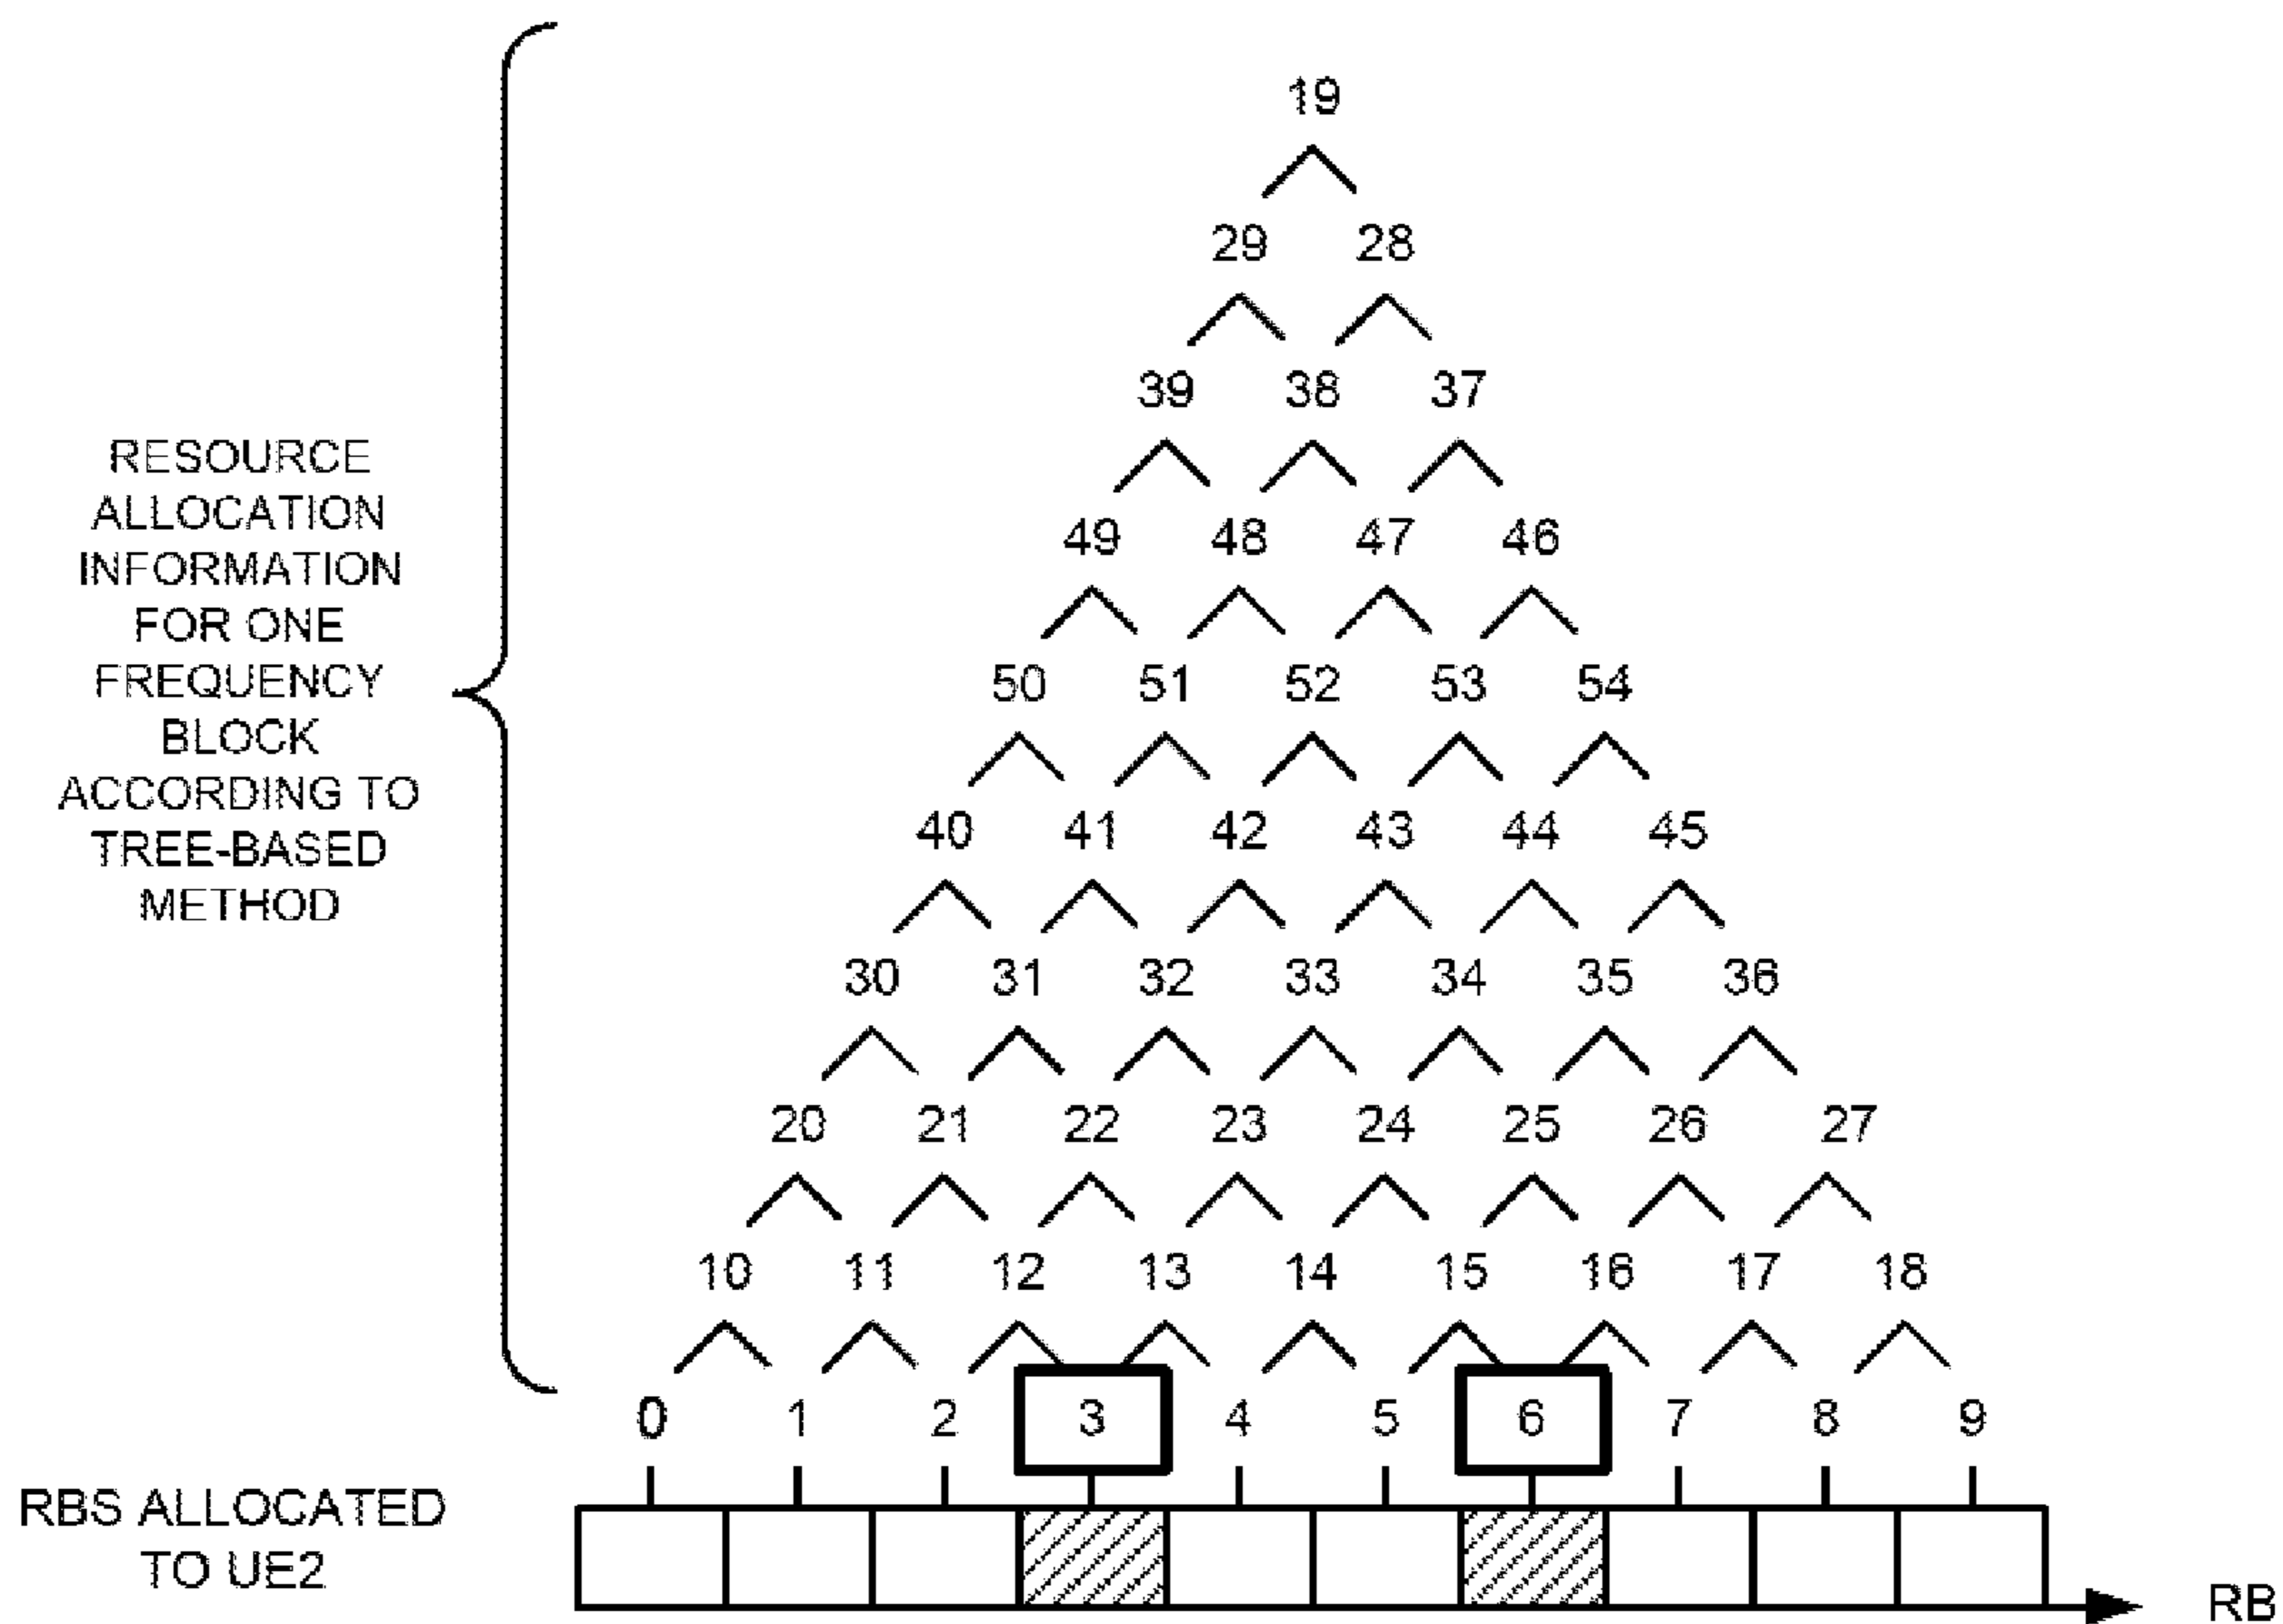 19
29 28
39 38 37
49 48 47 46
50 51 52 53 54
40 41 42 43 44 45
30 31 32 33 34 35 36
20 21 22 23 24 25 26 27
10 11 12 13 14 15 16 17 18
0 1 2 3 4 5 6 7 8 9
RESOURCE
ALLOCATION
INFORMATION
FOR ONE
FREQUENCY
BLOCK
ACCORDING TO
TREE-BASED
METHOD
RBS ALLOCATED
TO UE2
RB